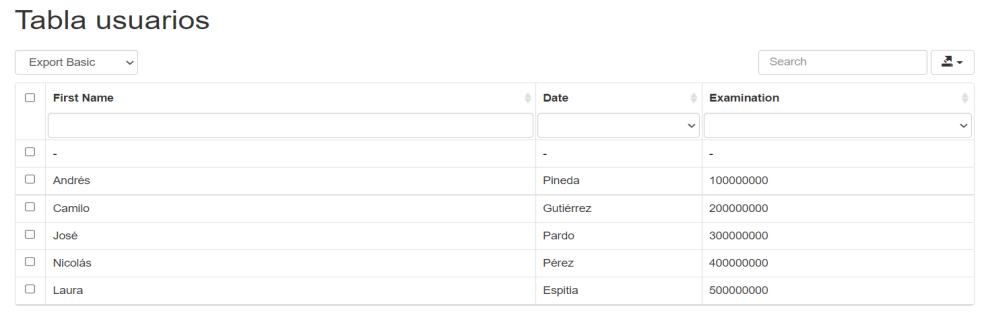 Tabla usuarios
Export Basic
Search
First Name Date Examination
- - -
Andrés Pineda 100000000
Camilo Gutiérrez 200000000
José Pardo 300000000
Nicolás Pérez 400000000
Laura Espitia 500000000